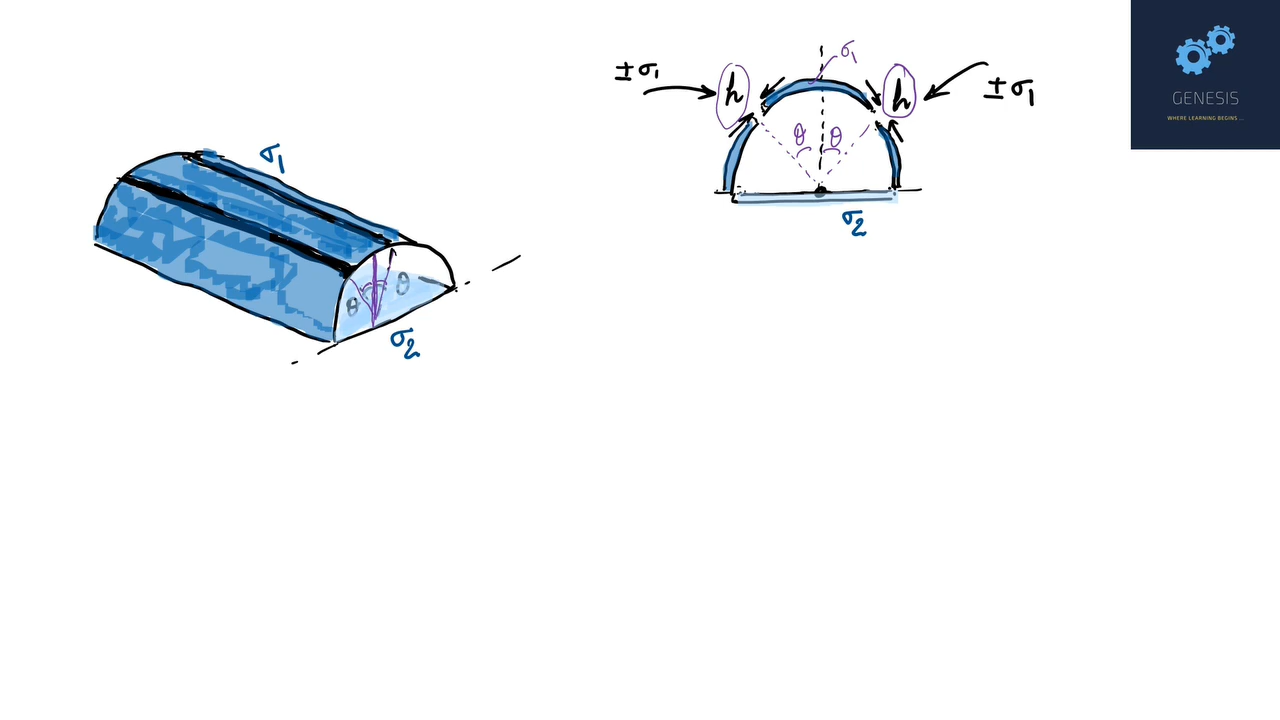 σ₁
θ
θ
σ₂
±σ₁
h
σ₁
h
±σ₁
θ
θ
σ₂
GENESIS
WHERE LEARNING BEGINS ...